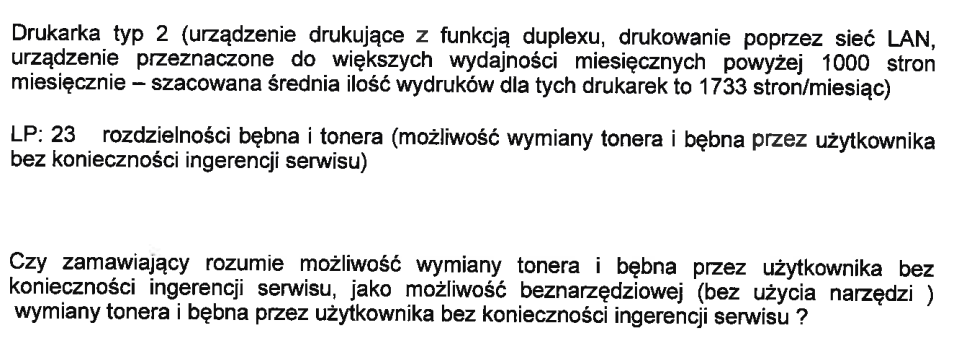 Drukarka typ 2 (urządzenie drukujące z funkcją duplexu, drukowanie poprzez sieć LAN,
urządzenie przeznaczone do większych wydajności miesięcznych powyżej 1000 stron
miesięcznie – szacowana średnia ilość wydruków dla tych drukarek to 1733 stron/miesiąc)
LP: 23 rozdzielności bębna i tonera (możliwość wymiany tonera i bębna przez użytkownika
bez konieczności ingerencji serwisu)
Czy zamawiający rozumie możliwość wymiany tonera i bębna przez użytkownika bez
konieczności ingerencji serwisu, jako możliwość beznarzędziowej (bez użycia narzędzi )
wymiany tonera i bębna przez użytkownika bez konieczności ingerencji serwisu ?